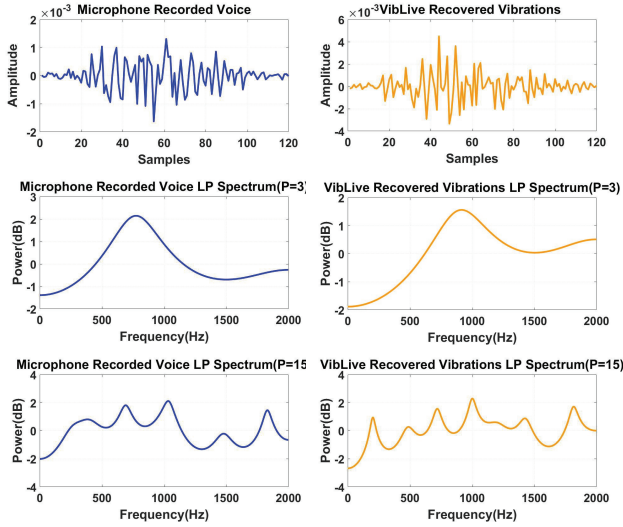 Microphone Recorded Voice
×10⁻³
2
1
0
-1
-2
Amplitude
0 20 40 60 80 100 120
Samples
VibLive Recovered Vibrations
×10⁻³
6
4
2
0
-2
-4
Amplitude
0 20 40 60 80 100 120
Samples
Microphone Recorded Voice LP Spectrum(P=3)
3
2
1
0
-1
-2
Power(dB)
0 500 1000 1500 2000
Frequency(Hz)
VibLive Recovered Vibrations LP Spectrum(P=3)
2
1
0
-1
-2
Power(dB)
0 500 1000 1500 2000
Frequency(Hz)
Microphone Recorded Voice LP Spectrum(P=15
4
2
0
-2
-4
Power(dB)
0 500 1000 1500 2000
Frequency(Hz)
VibLive Recovered Vibrations LP Spectrum(P=15)
4
2
0
-2
-4
Power(dB)
0 500 1000 1500 2000
Frequency(Hz)